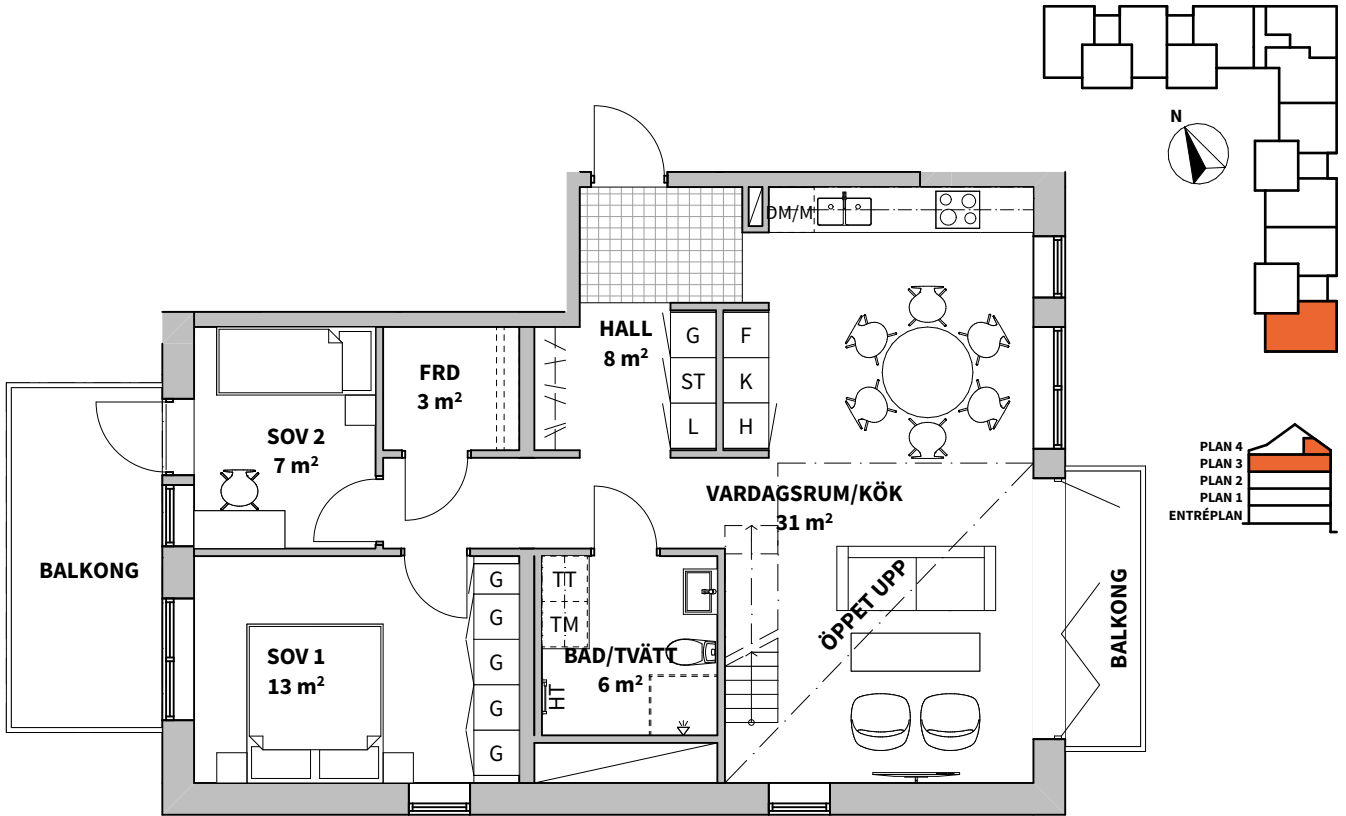 N
DM/M
HALL
8 m²
G
F
ST
K
L
H
FRD
3 m²
SOV 2
7 m²
PLAN 4
PLAN 3
PLAN 2
PLAN 1
ENTRÉPLAN
VARDAGSRUM/KÖK
31 m²
BALKONG
ÖPPET UPP
BALKONG
TT
TM
BAD/TVÄTT
6 m²
HT
SOV 1
13 m²
G
G
G
G
G